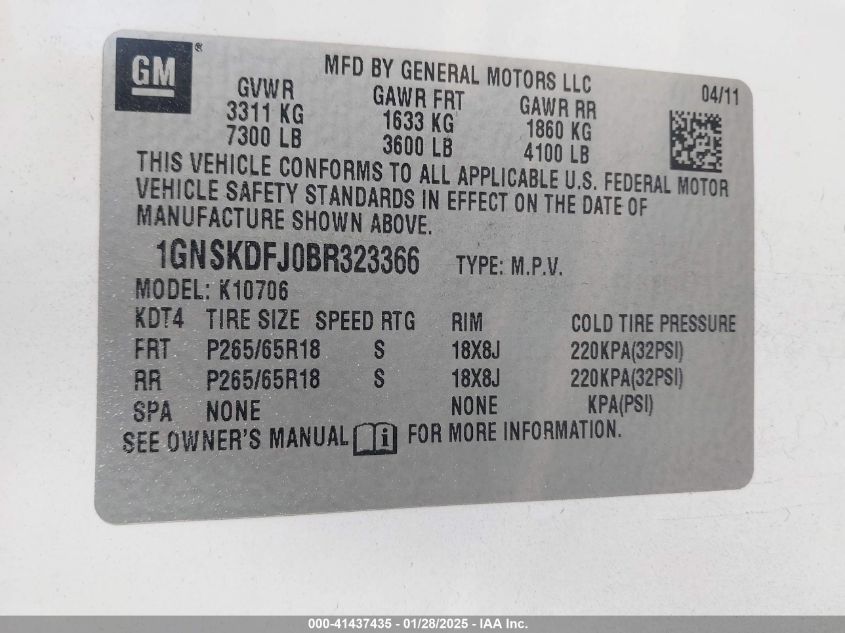 GM®
MFD BY GENERAL MOTORS LLC
04/11
GVWR GAWR FRT GAWR RR
3311 KG 1633 KG 1860 KG
7300 LB 3600 LB 4100 LB
THIS VEHICLE CONFORMS TO ALL APPLICABLE U.S. FEDERAL MOTOR
VEHICLE SAFETY STANDARDS IN EFFECT ON THE DATE OF
MANUFACTURE SHOWN ABOVE.
1GNSKDFJ0BR323366 TYPE: M.P.V.
MODEL: K10706
KDT4 TIRE SIZE SPEED RTG RIM COLD TIRE PRESSURE
FRT P265/65R18 S 18X8J 220KPA(32PSI)
RR P265/65R18 S 18X8J 220KPA(32PSI)
SPA NONE NONE KPA(PSI)
SEE OWNER'S MANUAL i FOR MORE INFORMATION.
000-41437435 - 01/28/2025 - IAA Inc.